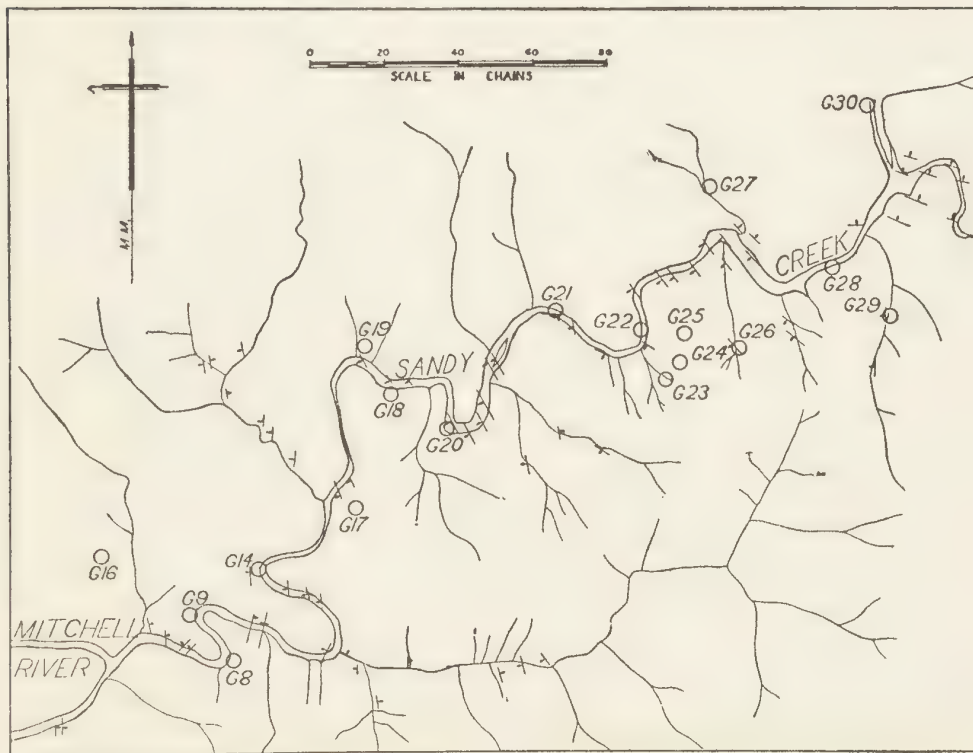 0 20 40 60 80
SCALE IN CHAINS
M.M.
G30
G27
CREEK
G28
G21
G29
G22
G25
G26
G24
G19
SANDY
G23
G18
G20
G17
G14
G16
G9
MITCHELL
RIVER
G8